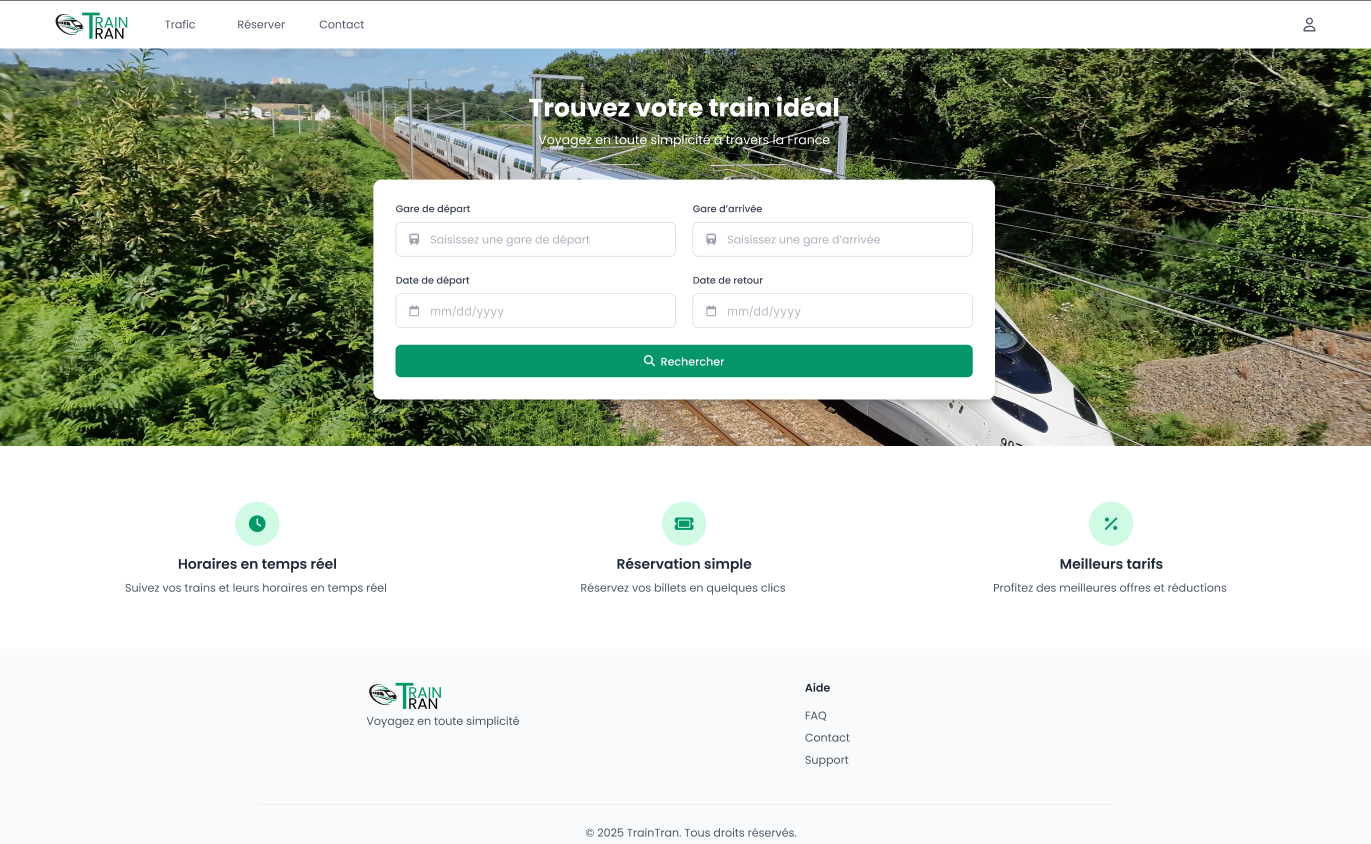 TRAIN
TRAN
Trafic
Réserver
Contact
Trouvez votre train idéal
Voyagez en toute simplicité à travers la France
Gare de départ
Gare d'arrivée
Saisissez une gare de départ
Saisissez une gare d'arrivée
Date de départ
Date de retour
mm/dd/yyyy
mm/dd/yyyy
Rechercher
Horaires en temps réel
Suivez vos trains et leurs horaires en temps réel
Réservation simple
Réservez vos billets en quelques clics
Meilleurs tarifs
Profitez des meilleures offres et réductions
TRAIN
TRAN
Voyagez en toute simplicité
Aide
FAQ
Contact
Support
© 2025 TrainTran. Tous droits réservés.